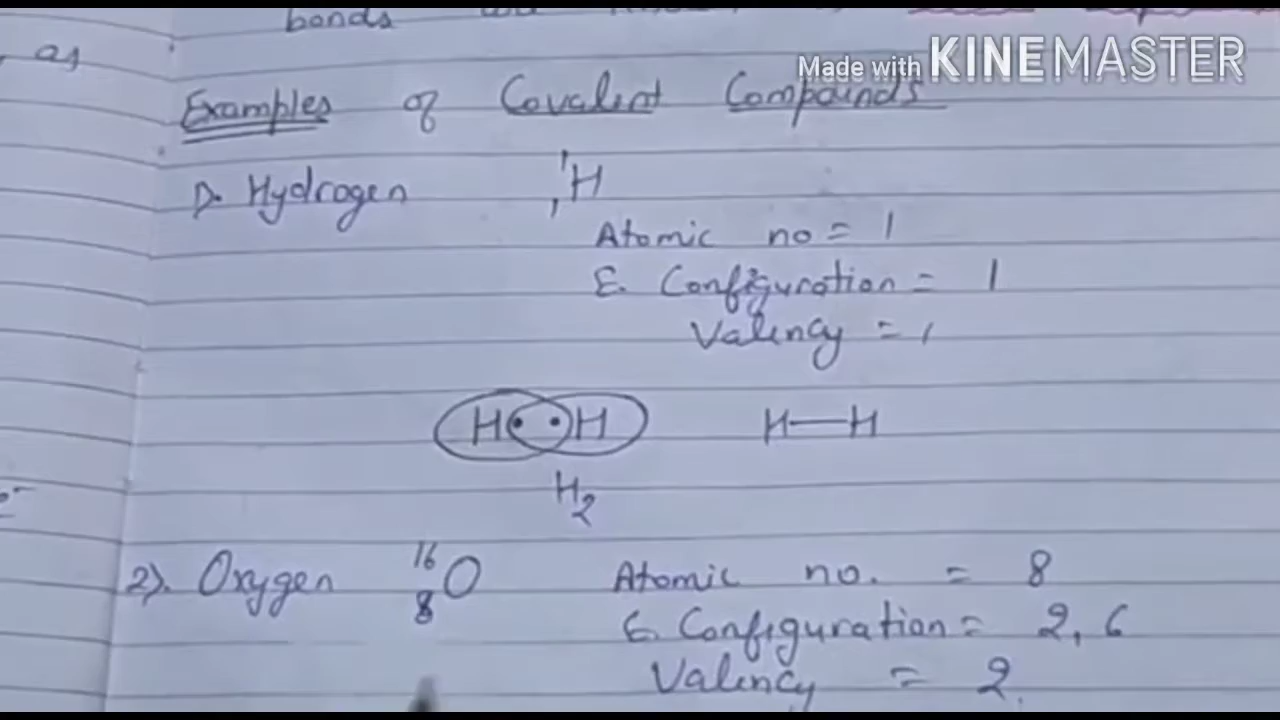 bonds
as
Made with KINEMASTER
Examples of Covalent Compounds
1). Hydrogen ¹₁H
Atomic no = 1
E. Configuration = 1
Valency = 1
H • • H H—H
H₂
2). Oxygen ¹⁶₈O Atomic no. = 8
E. Configuration = 2, 6
Valency = 2.